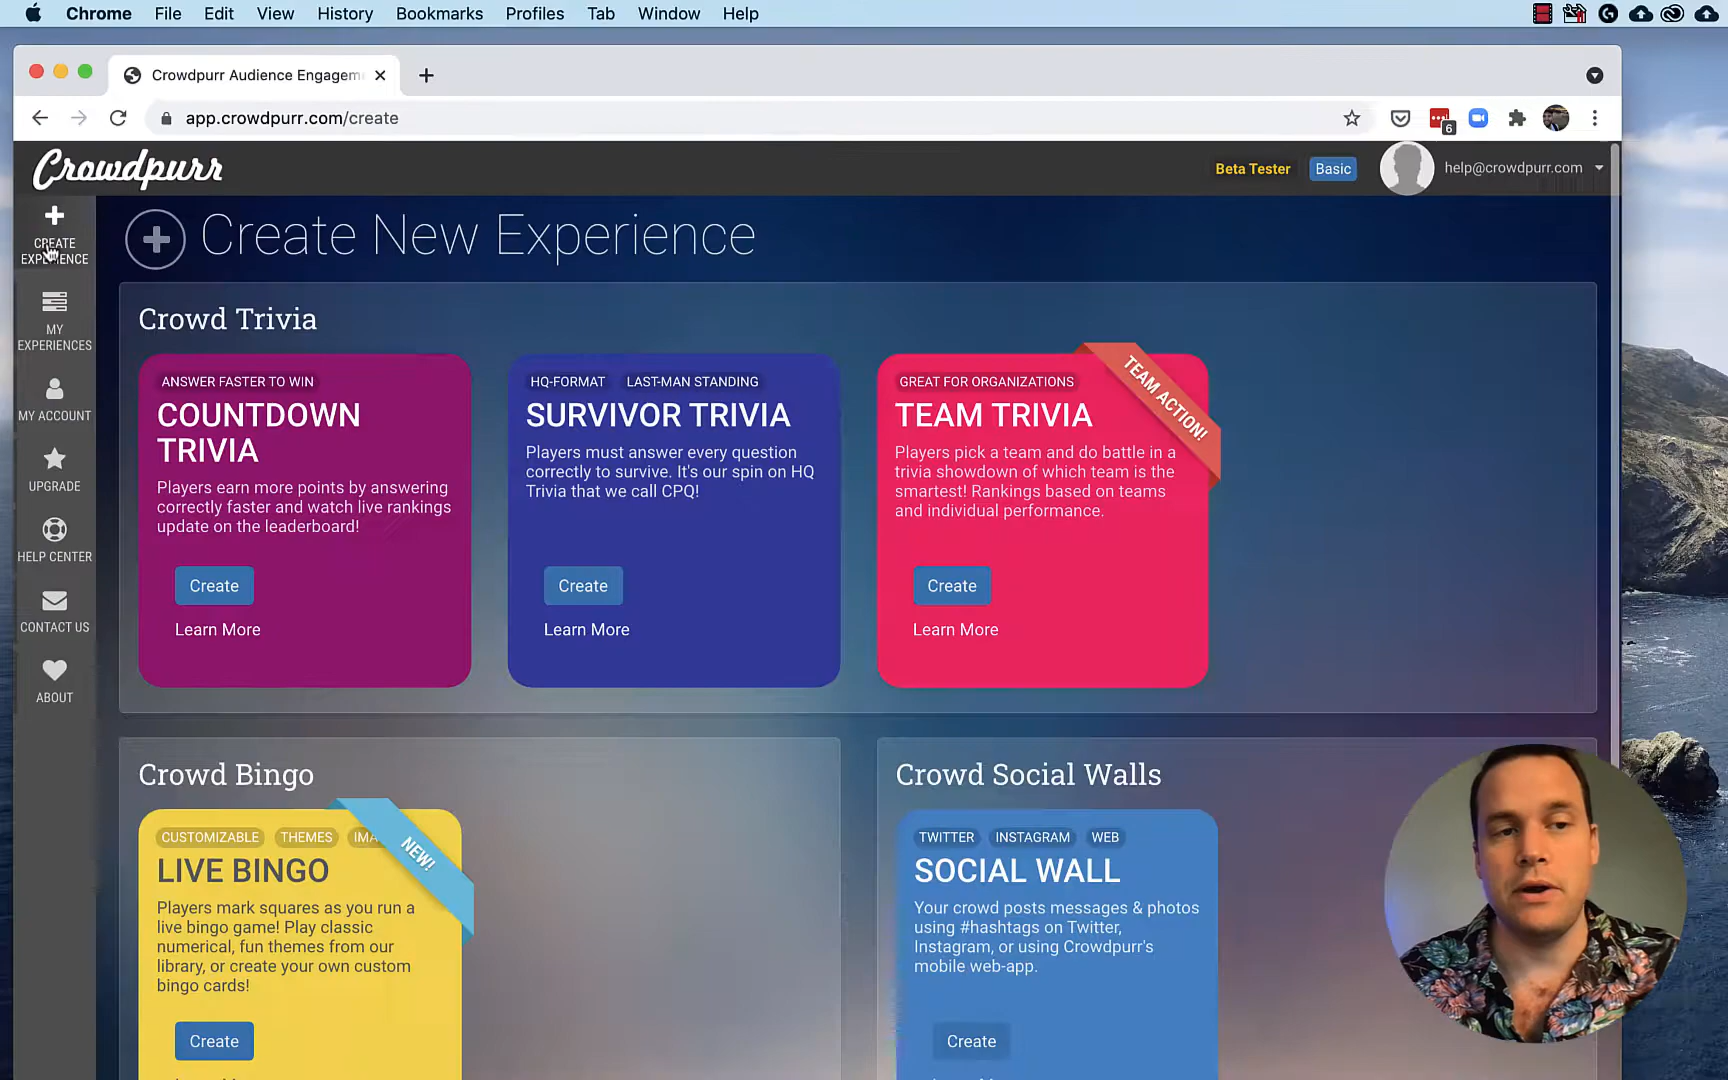 Chrome File Edit View History Bookmarks Profiles Tab Window Help
Crowdpurr Audience Engagem
app.crowdpurr.com/create
6
Crowdpurr
Beta Tester Basic help@crowdpurr.com
CREATE
EXPERIENCE
MY
EXPERIENCES
MY ACCOUNT
UPGRADE
HELP CENTER
CONTACT US
ABOUT
Create New Experience
Crowd Trivia
ANSWER FASTER TO WIN
COUNTDOWN
TRIVIA
Players earn more points by answering
correctly faster and watch live rankings
update on the leaderboard!
Create
Learn More
HQ-FORMAT LAST-MAN STANDING
SURVIVOR TRIVIA
Players must answer every question
correctly to survive. It's our spin on HQ
Trivia that we call CPQ!
Create
Learn More
GREAT FOR ORGANIZATIONS
TEAM ACTION!
TEAM TRIVIA
Players pick a team and do battle in a
trivia showdown of which team is the
smartest! Rankings based on teams
and individual performance.
Create
Learn More
Crowd Bingo
CUSTOMIZABLE THEMES IMA
NEW!
LIVE BINGO
Players mark squares as you run a
live bingo game! Play classic
numerical, fun themes from our
library, or create your own custom
bingo cards!
Create
Crowd Social Walls
TWITTER INSTAGRAM WEB
SOCIAL WALL
Your crowd posts messages & photos
using #hashtags on Twitter,
Instagram, or using Crowdpurr's
mobile web-app.
Create